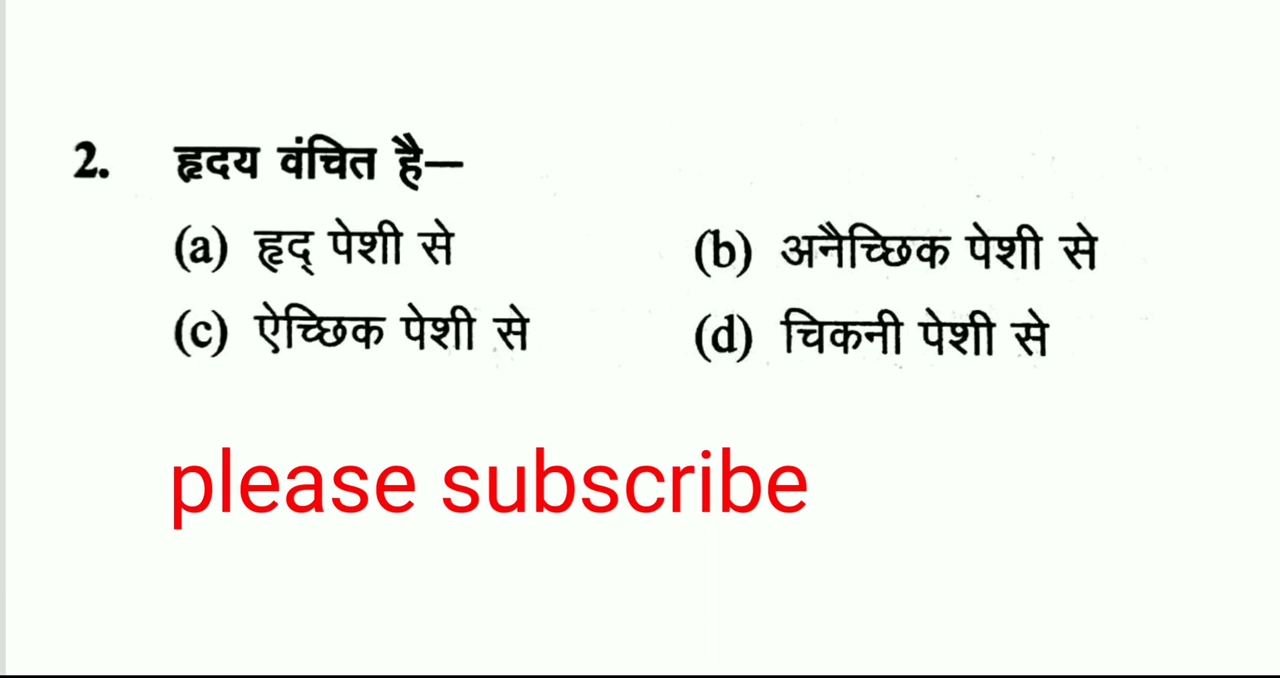 2. हृदय वंचित है—
(a) हृद् पेशी से (b) अनैच्छिक पेशी से
(c) ऐच्छिक पेशी से (d) चिकनी पेशी से
please subscribe